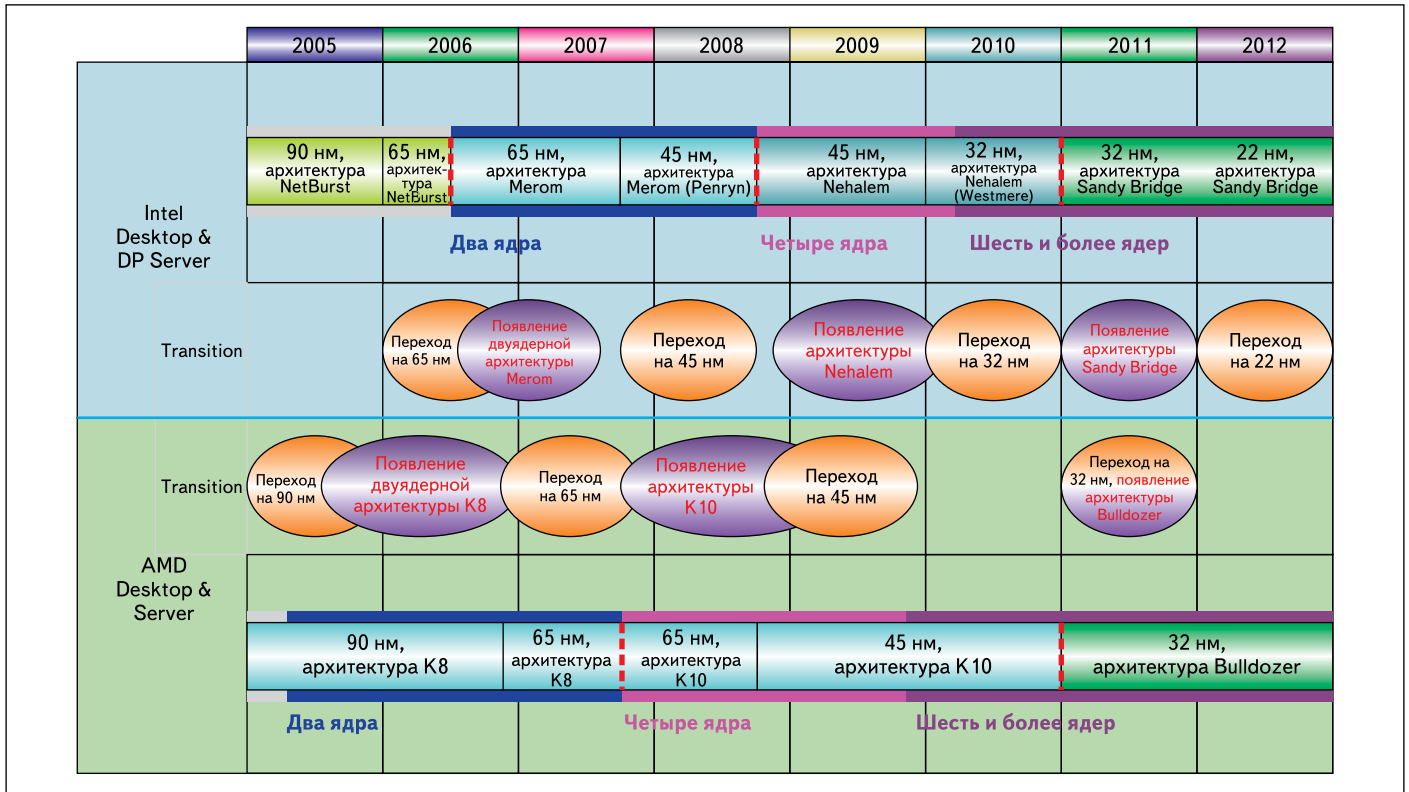 2005
2006
2007
2008
2009
2010
2011
2012
Intel
Desktop &
DP Server
90 нм,
архитектура
NetBurst
65 нм,
архитек-
тура
NetBurst
65 нм,
архитектура
Merom
45 нм,
архитектура
Merom (Penryn)
45 нм,
архитектура
Nehalem
32 нм,
архитектура
Nehalem
(Westmere)
32 нм,
архитектура
Sandy Bridge
22 нм,
архитектура
Sandy Bridge
Два ядра
Четыре ядра
Шесть и более ядер
Transition
Переход
на 65 нм
Появление
двуядерной
архитектуры
Merom
Переход
на 45 нм
Появление
архитектуры
Nehalem
Переход
на 32 нм
Появление
архитектуры
Sandy Bridge
Переход
на 22 нм
Transition
Переход
на 90 нм
Появление
двуядерной
архитектуры K8
Переход
на 65 нм
Появление
архитектуры
K10
Переход
на 45 нм
Переход на
32 нм, появление
архитектуры
Bulldozer
AMD
Desktop &
Server
90 нм,
архитектура K8
65 нм,
архитектура
K8
65 нм,
архитектура
K10
45 нм,
архитектура K10
32 нм,
архитектура Bulldozer
Два ядра
Четыре ядра
Шесть и более ядер